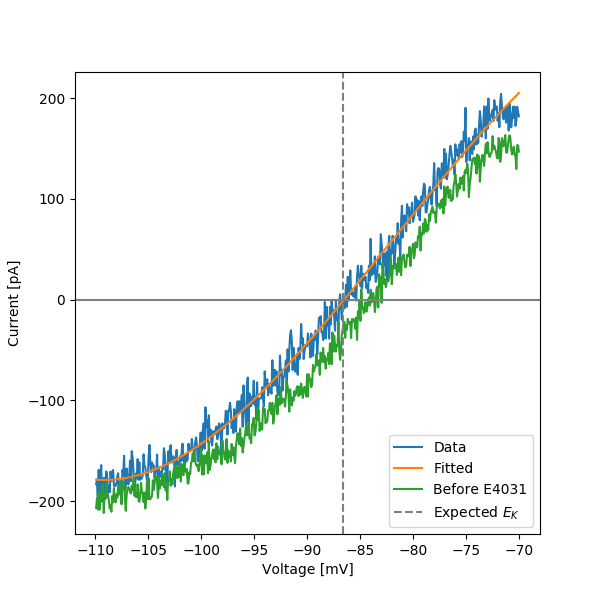 200
100
0
−100
−200
Current [pA]
−110 −105 −100 −95 −90 −85 −80 −75 −70
Voltage [mV]
Data
Fitted
Before E4031
Expected E_K